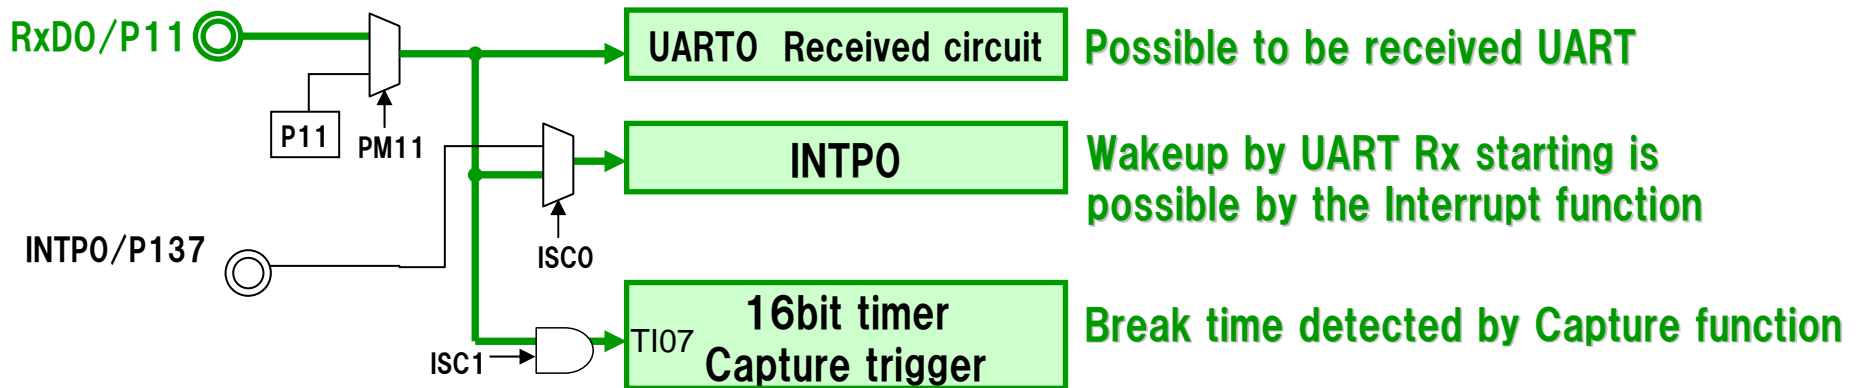 RxD0/P11
UART0 Received circuit
Possible to be received UART
P11
PM11
INTP0
Wakeup by UART Rx starting is
possible by the Interrupt function
INTP0/P137
ISC0
16bit timer
TI07
Capture trigger
Break time detected by Capture function
ISC1